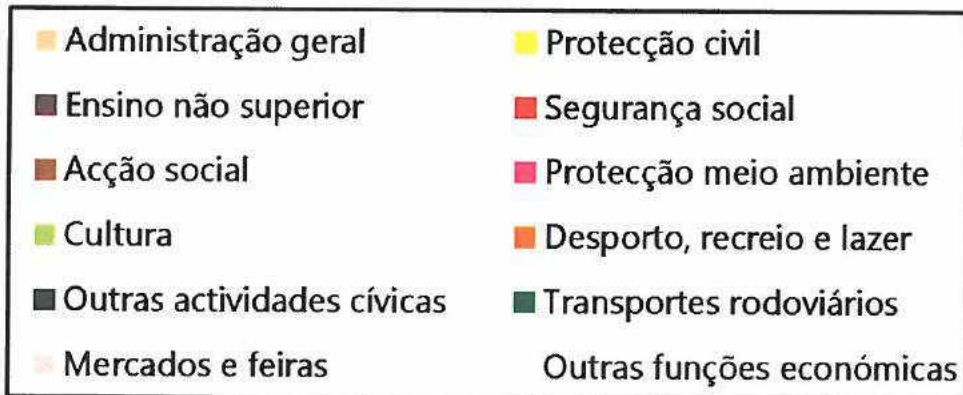 Administração geral
Protecção civil
Ensino não superior
Segurança social
Acção social
Protecção meio ambiente
Cultura
Desporto, recreio e lazer
Outras actividades cívicas
Transportes rodoviários
Mercados e feiras
Outras funções económicas